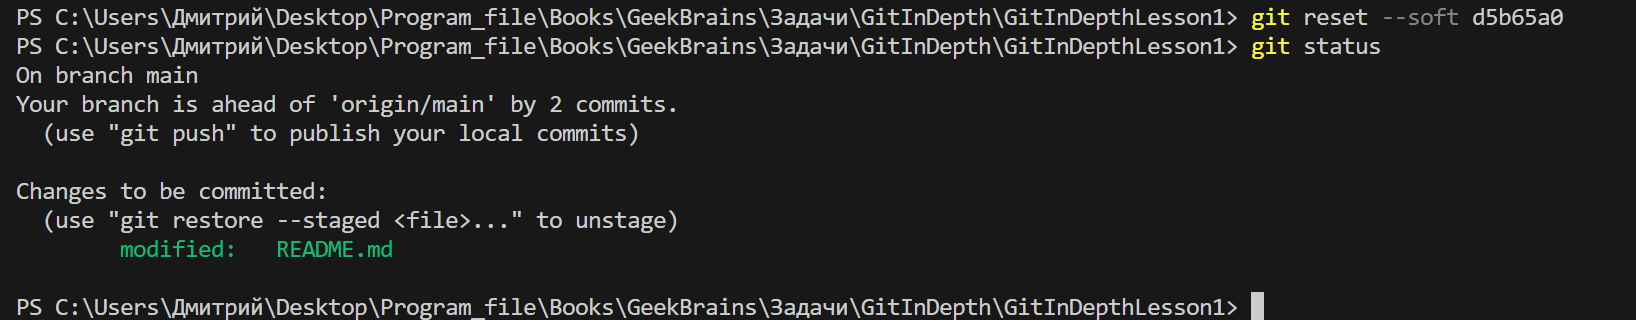 PS C:\Users\Дмитрий\Desktop\Program_file\Books\GeekBrains\Задачи\GitInDepth\GitInDepthLesson1> git reset --soft d5b65a0
PS C:\Users\Дмитрий\Desktop\Program_file\Books\GeekBrains\Задачи\GitInDepth\GitInDepthLesson1> git status
On branch main
Your branch is ahead of 'origin/main' by 2 commits.
  (use "git push" to publish your local commits)

Changes to be committed:
  (use "git restore --staged <file>..." to unstage)
        modified:   README.md

PS C:\Users\Дмитрий\Desktop\Program_file\Books\GeekBrains\Задачи\GitInDepth\GitInDepthLesson1>